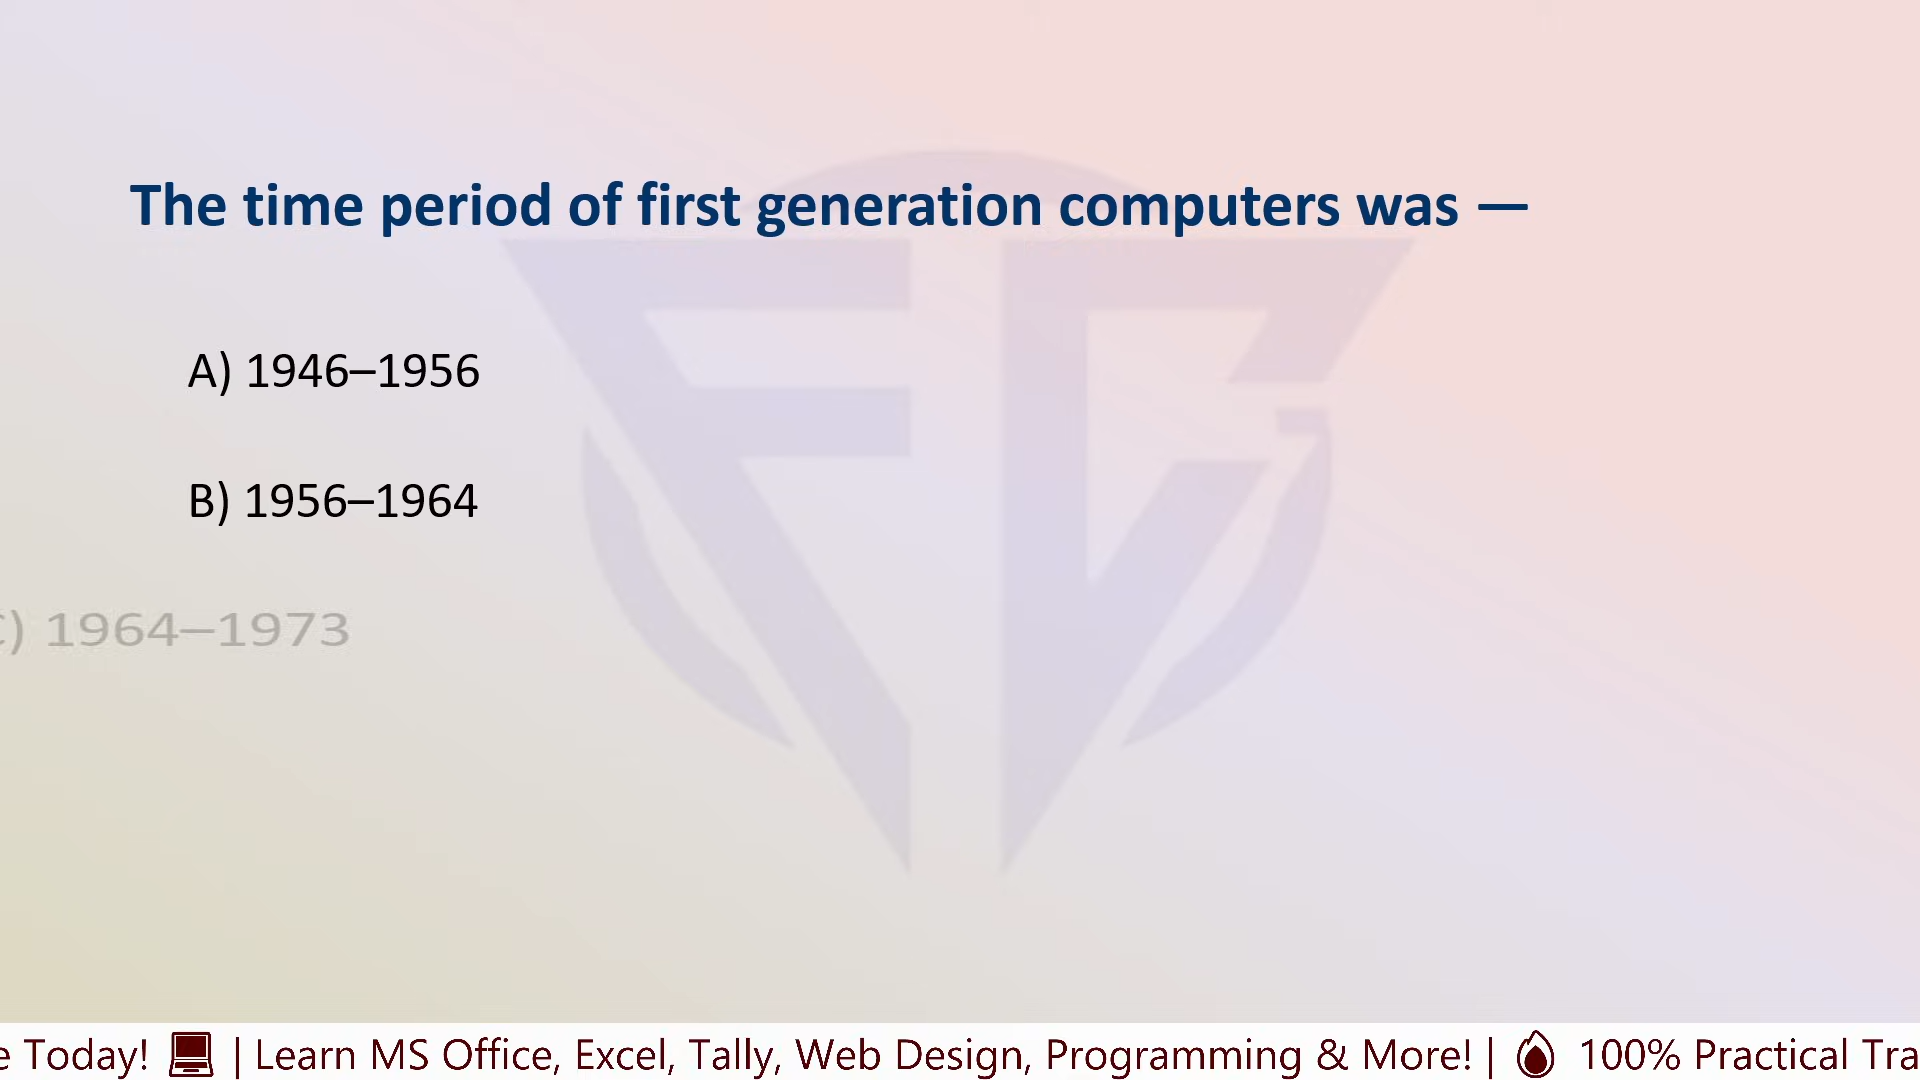 The time period of first generation computers was —
A) 1946–1956
B) 1956–1964
C) 1964–1973
e Today! | Learn MS Office, Excel, Tally, Web Design, Programming & More! | 100% Practical Tra